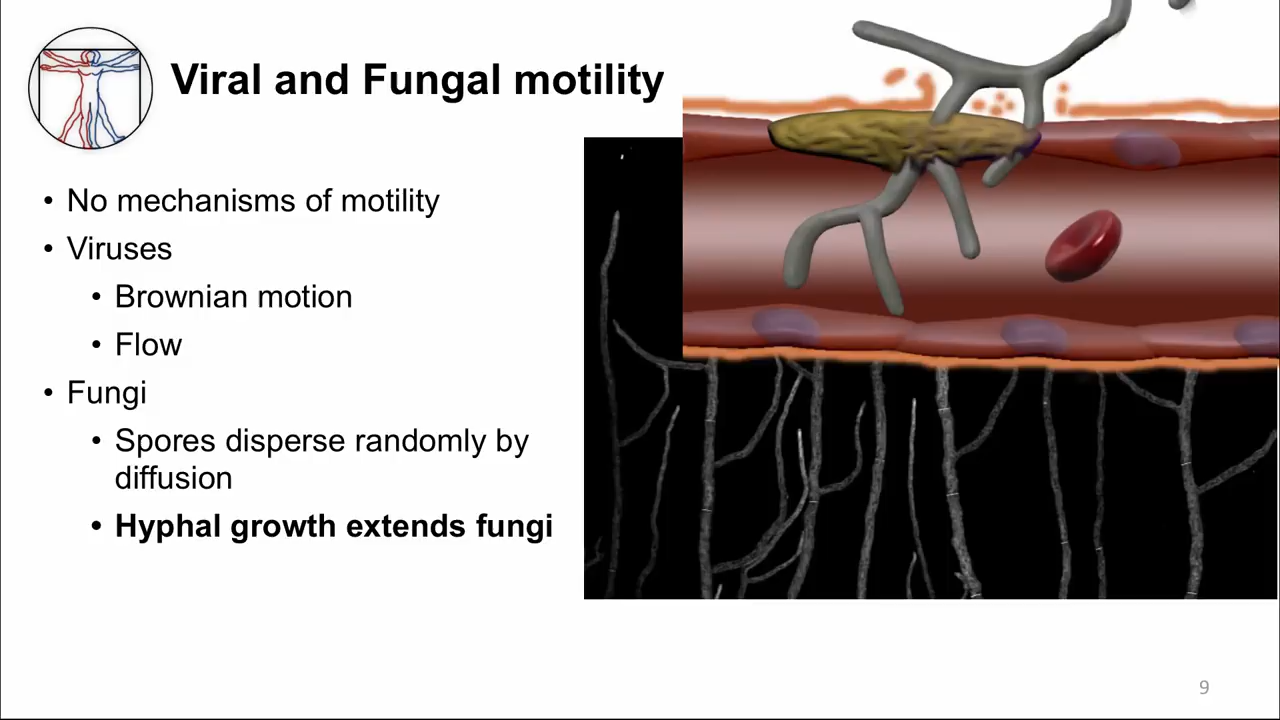 Viral and Fungal motility
• No mechanisms of motility
• Viruses
• Brownian motion
• Flow
• Fungi
• Spores disperse randomly by
diffusion
• Hyphal growth extends fungi
9